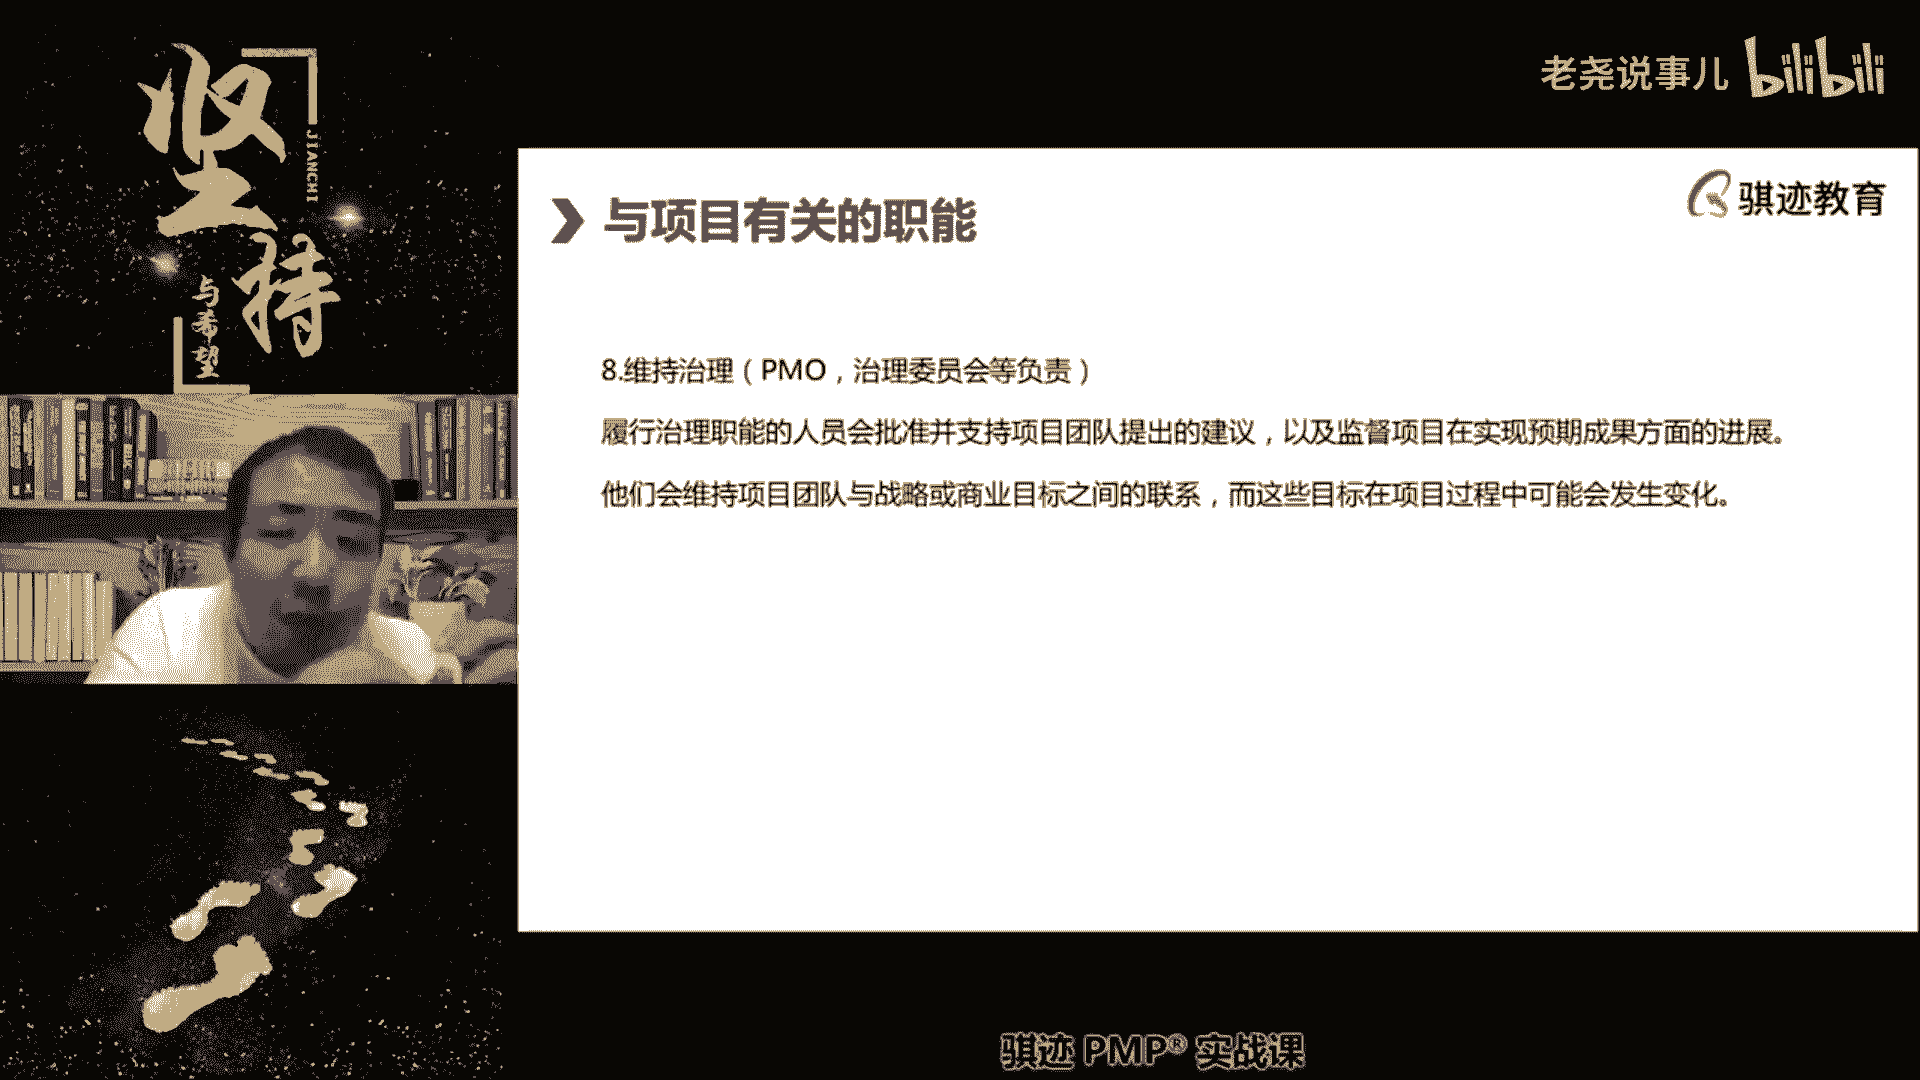 坚持
JIANCHI
与希望
老尧说事儿 bilibili
骐迹教育
与项目有关的职能
8.维持治理（PMO，治理委员会等负责）
履行治理职能的人员会批准并支持项目团队提出的建议，以及监督项目在实现预期成果方面的进展。
他们会维持项目团队与战略或商业目标之间的联系，而这些目标在项目过程中可能会发生变化。
骐迹 PMP® 实战课